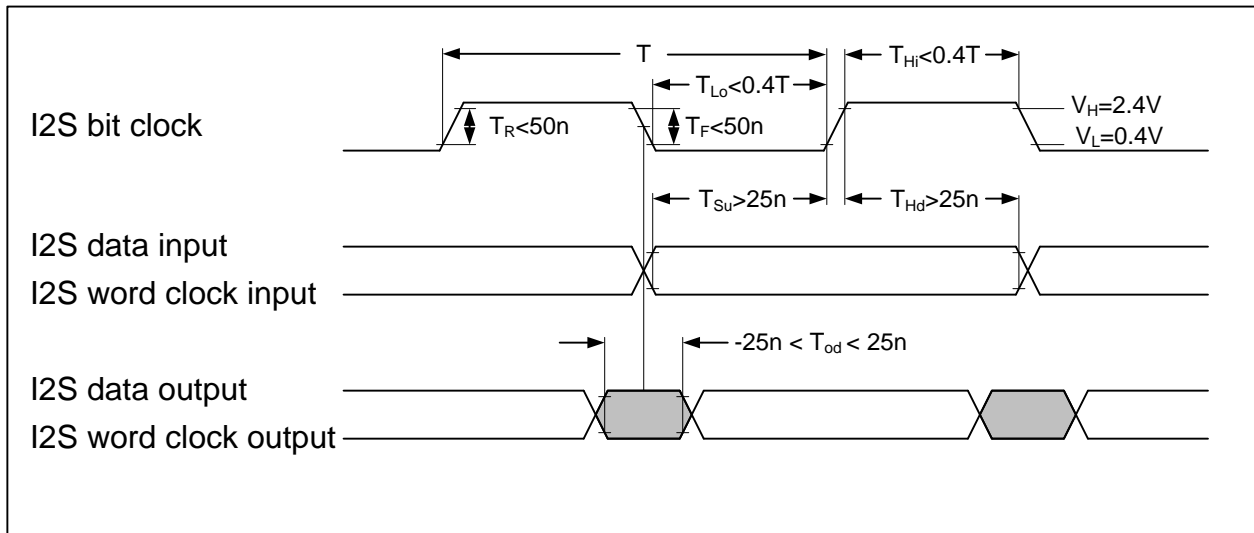 T
T_Hi<0.4T
T_Lo<0.4T
I2S bit clock
T_R<50n
T_F<50n
V_H=2.4V
V_L=0.4V
T_Su>25n
T_Hd>25n
I2S data input
I2S word clock input
-25n < T_od < 25n
I2S data output
I2S word clock output